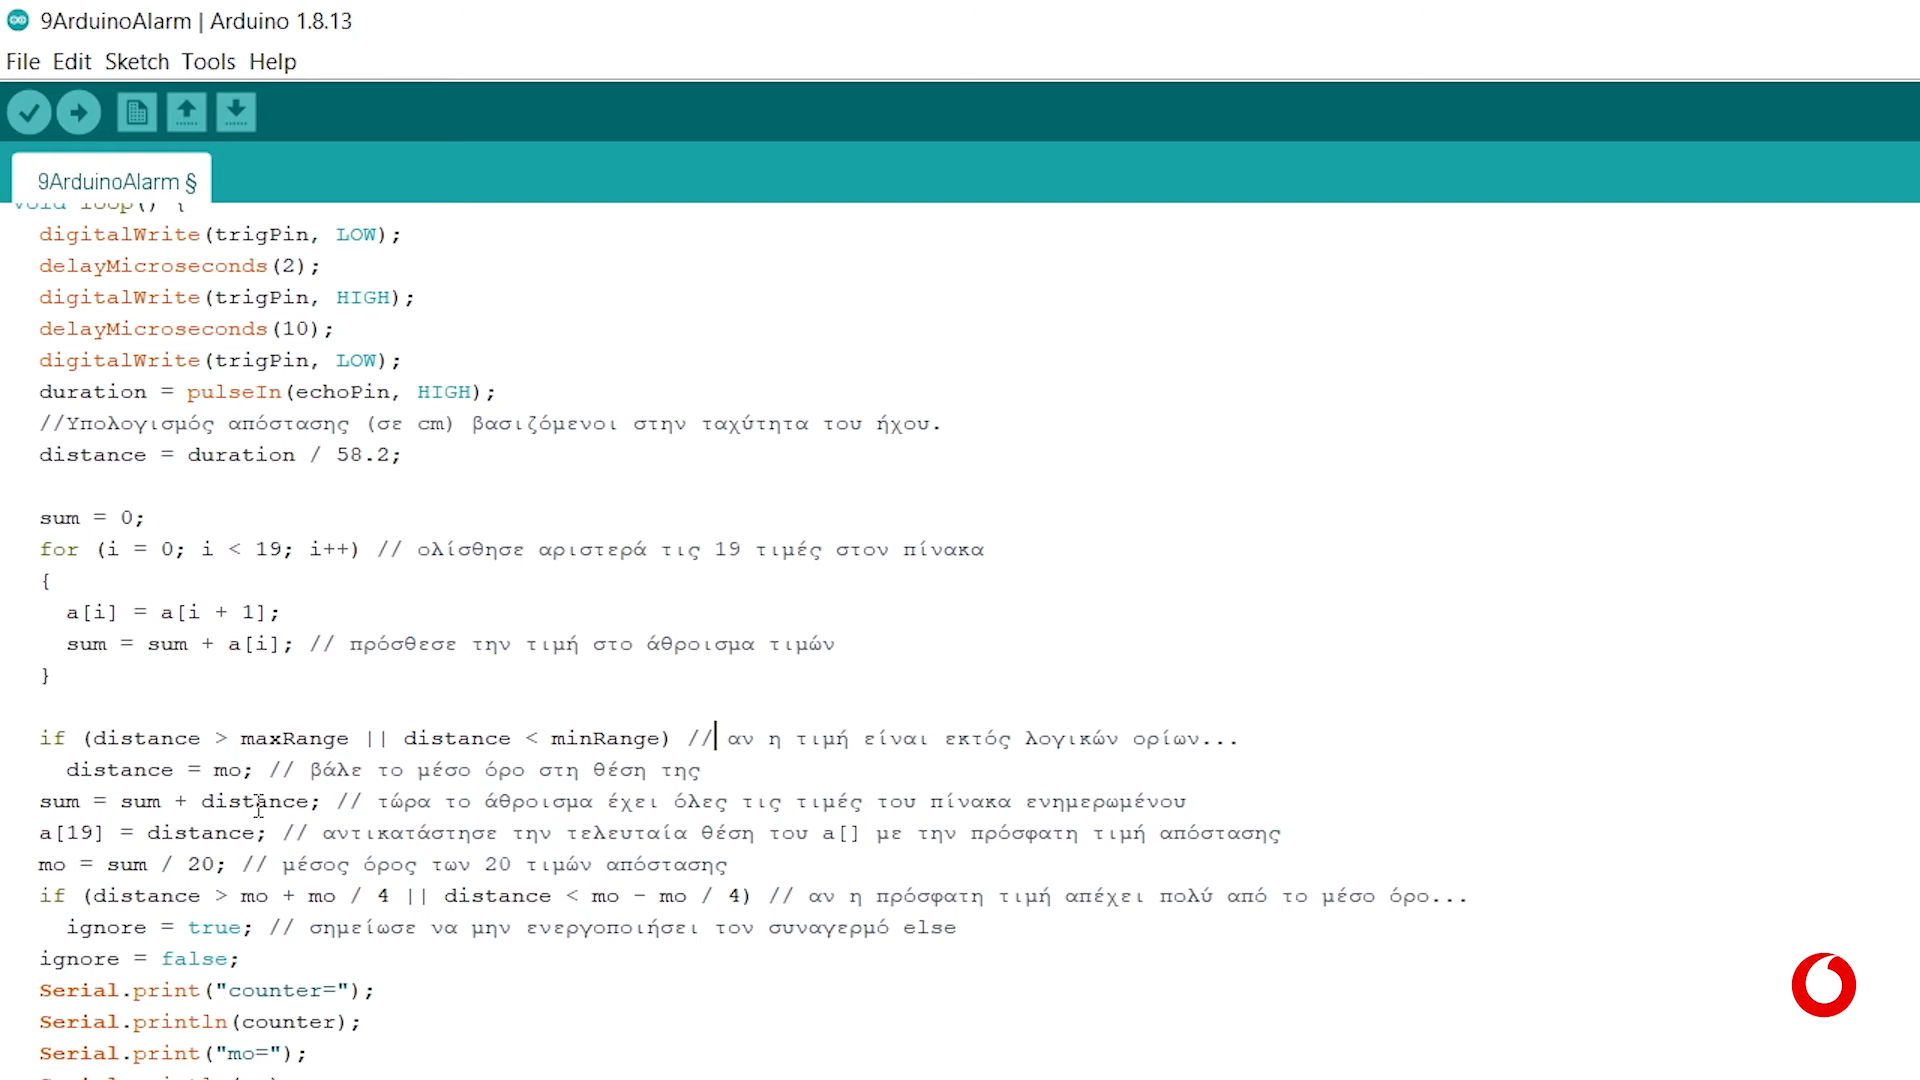 9ArduinoAlarm | Arduino 1.8.13
File Edit Sketch Tools Help
9ArduinoAlarm §
void loop() {
digitalWrite(trigPin, LOW);
delayMicroseconds(2);
digitalWrite(trigPin, HIGH);
delayMicroseconds(10);
digitalWrite(trigPin, LOW);
duration = pulseIn(echoPin, HIGH);
//Υπολογισμός απόστασης (σε cm) βασιζόμενοι στην ταχύτητα του ήχου.
distance = duration / 58.2;
sum = 0;
for (i = 0; i < 19; i++) // ολίσθησε αριστερά τις 19 τιμές στον πίνακα
{
a[i] = a[i + 1];
sum = sum + a[i]; // πρόσθεσε την τιμή στο άθροισμα τιμών
}
if (distance > maxRange || distance < minRange) // αν η τιμή είναι εκτός λογικών ορίων...
distance = mo; // βάλε το μέσο όρο στη θέση της
sum = sum + distance; // τώρα το άθροισμα έχει όλες τις τιμές του πίνακα ενημερωμένου
a[19] = distance; // αντικατάστησε την τελευταία θέση του a[] με την πρόσφατη τιμή απόστασης
mo = sum / 20; // μέσος όρος των 20 τιμών απόστασης
if (distance > mo + mo / 4 || distance < mo - mo / 4) // αν η πρόσφατη τιμή απέχει πολύ από το μέσο όρο...
ignore = true; // σημείωσε να μην ενεργοποιήσει τον συναγερμό else
ignore = false;
Serial.print("counter=");
Serial.println(counter);
Serial.print("mo=");